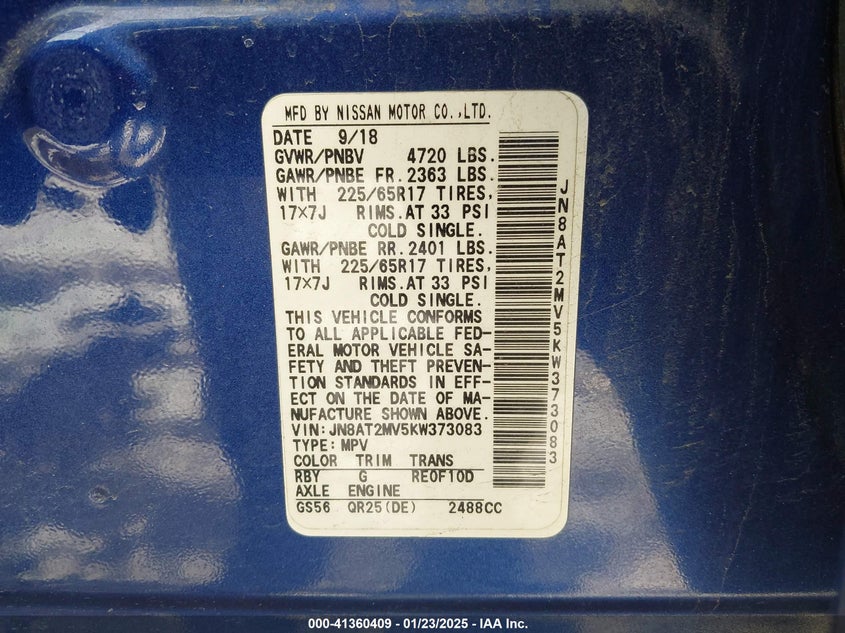 MFD BY NISSAN MOTOR CO.,LTD.
DATE 9/18
GVWR/PNBV 4720 LBS.
GAWR/PNBE FR. 2363 LBS.
WITH 225/65R17 TIRES,
17×7J RIMS.AT 33 PSI
COLD SINGLE.
GAWR/PNBE RR. 2401 LBS.
WITH 225/65R17 TIRES,
17×7J RIMS.AT 33 PSI
COLD SINGLE.
THIS VEHICLE CONFORMS
TO ALL APPLICABLE FED-
ERAL MOTOR VEHICLE SA-
FETY AND THEFT PREVEN-
TION STANDARDS IN EFF-
ECT ON THE DATE OF MA-
NUFACTURE SHOWN ABOVE.
VIN:JN8AT2MV5KW373083
TYPE:MPV
COLOR TRIM TRANS
RBY G RE0F10D
AXLE ENGINE
GS56 QR25(DE) 2488CC
JN8AT2MV5KW373083
000-41360409 - 01/23/2025 - IAA Inc.